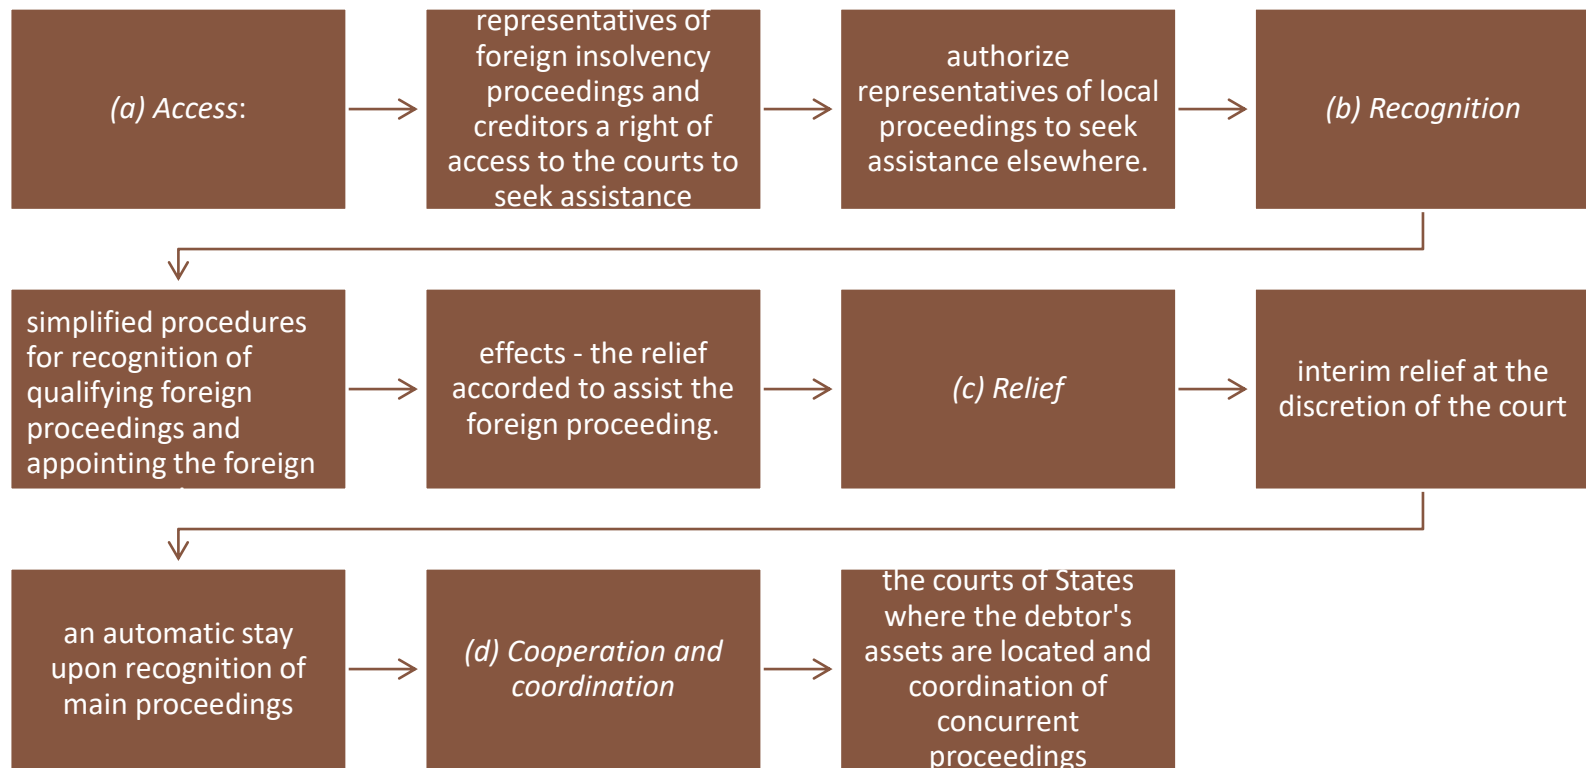 (a) Access:
representatives of
foreign insolvency
proceedings and
creditors a right of
access to the courts to
seek assistance
authorize
representatives of local
proceedings to seek
assistance elsewhere.
(b) Recognition
simplified procedures
for recognition of
qualifying foreign
proceedings and
appointing the foreign
effects - the relief
accorded to assist the
foreign proceeding.
(c) Relief
interim relief at the
discretion of the court
an automatic stay
upon recognition of
main proceedings
(d) Cooperation and
coordination
the courts of States
where the debtor's
assets are located and
coordination of
concurrent
proceedings